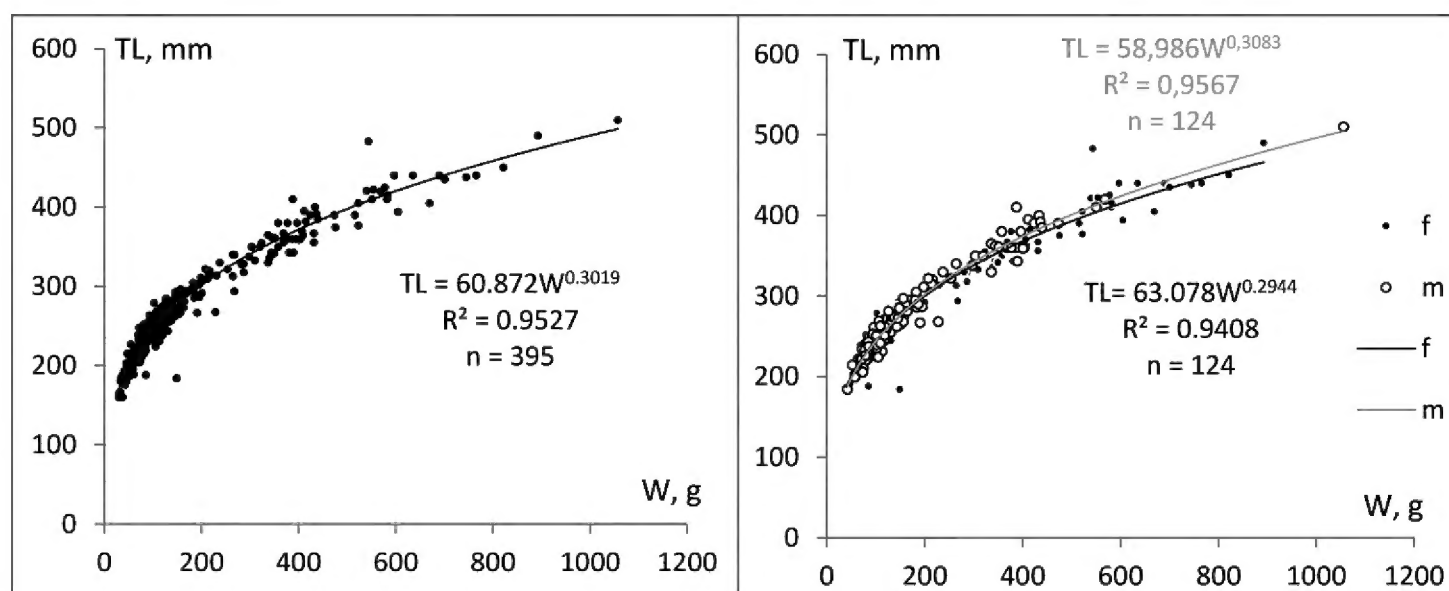 TL, mm
600
500
400
300
200
100
0
TL = 60.872W^0.3019
R² = 0.9527
n = 395
W, g
0 200 400 600 800 1000 1200
TL, mm
600
500
400
300
200
100
0
TL = 58,986W^0,3083
R² = 0,9567
n = 124
TL= 63.078W^0.2944
R² = 0.9408
n = 124
f
m
f
m
W, g
0 200 400 600 800 1000 1200